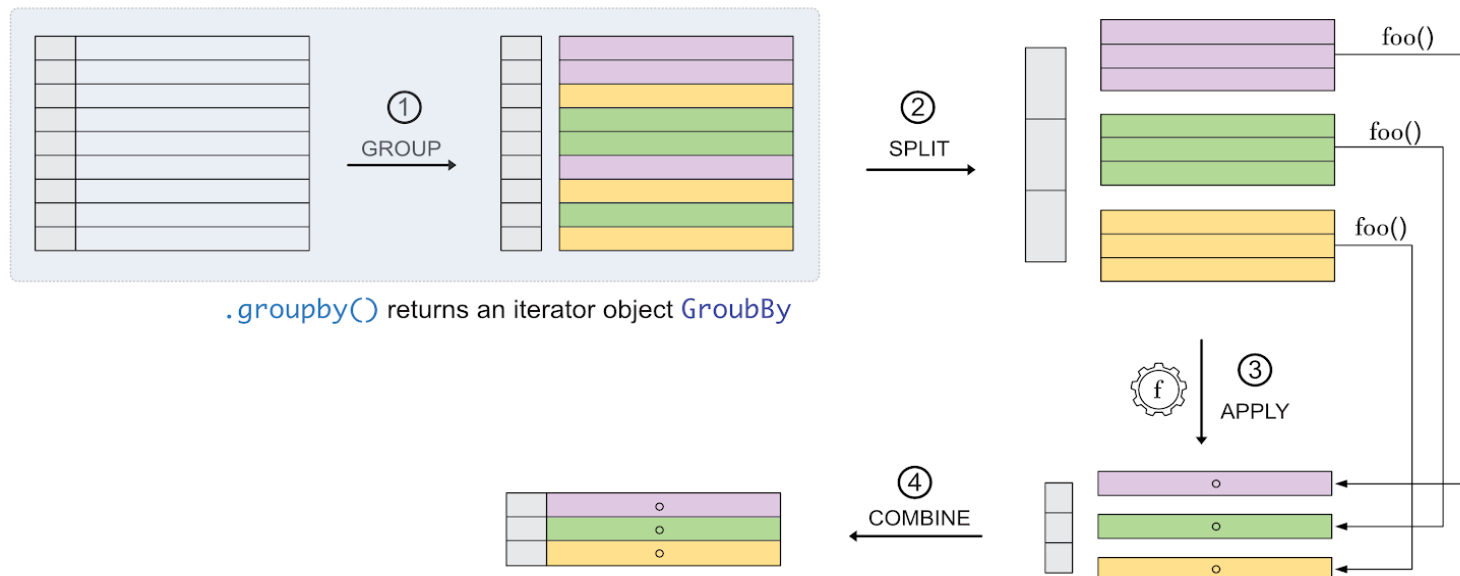 foo()
1
GROUP
2
SPLIT
foo()
foo()
.groupby() returns an iterator object GroubBy
f
3
APPLY
4
COMBINE